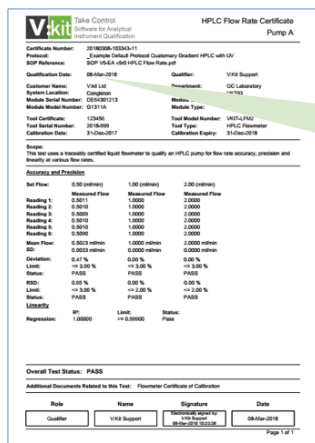 V:kit
Take Control
Software for Analytical
Instrument Qualification
HPLC Flow Rate Certificate
Pump A
Certificate Number: 20180308-103343-11
Protocol: _Example Default Protocol Quaternary Gradient HPLC with UV
SOP Reference: SOP VS-EA v9r0 HPLC Flow Rate.pdf
Qualification Date: 08-Mar-2018 Qualifier: V:Kit Support
Customer Name: V:kit Ltd Department: QC Laboratory
System Location: Congleton
Module Serial Number: DE64301213
Module Model Number: G1311A Module Type:
Tool Certificate: 123456 Tool Model Number: VKIT-LFM2
Tool Serial Number: 2018-999 Tool Type: HPLC Flowmeter
Calibration Date: 31-Dec-2017 Calibration Expiry: 31-Dec-2018
Scope:
This test uses a traceably certified liquid flowmeter to qualify an HPLC pump for flow rate accuracy, precision and
linearity at various flow rates.
Accuracy and Precision
Set Flow: 0.50 (ml/min) 1.00 (ml/min) 2.00 (ml/min)
Measured Flow Measured Flow Measured Flow
Reading 1: 0.5011 1.0000 2.0000
Reading 2: 0.5010 1.0000 2.0000
Reading 3: 0.5009 1.0000 2.0000
Reading 4: 0.5010 1.0000 2.0000
Reading 5: 0.5010 1.0000 2.0000
Reading 6: 0.5090 1.0000 2.0000
Mean Flow: 0.5023 ml/min 1.0000 ml/min 2.0000 ml/min
SD: 0.0033 ml/min 0.0000 ml/min 0.0000 ml/min
Deviation: 0.47 % 0.00 % 0.00 %
Limit: <= 3.00 % <= 3.00 % <= 3.00 %
Status: PASS PASS PASS
RSD: 0.65 % 0.00 % 0.00 %
Limit: <= 3.00 % <= 3.00 % <= 3.00 %
Status: PASS PASS PASS
Linearity
R²: Limit: Status:
Regression: 1.00000 >= 0.99900 Pass
Overall Test Status: PASS
Additional Documents Related to this Test: Flowmeter Certificate of Calibration
Role Name Signature Date
Qualifier V:Kit Support Electronically signed by: V:Kit Support 08-Mar-2018 10:33:38 08-Mar-2018
Page 1 of 1